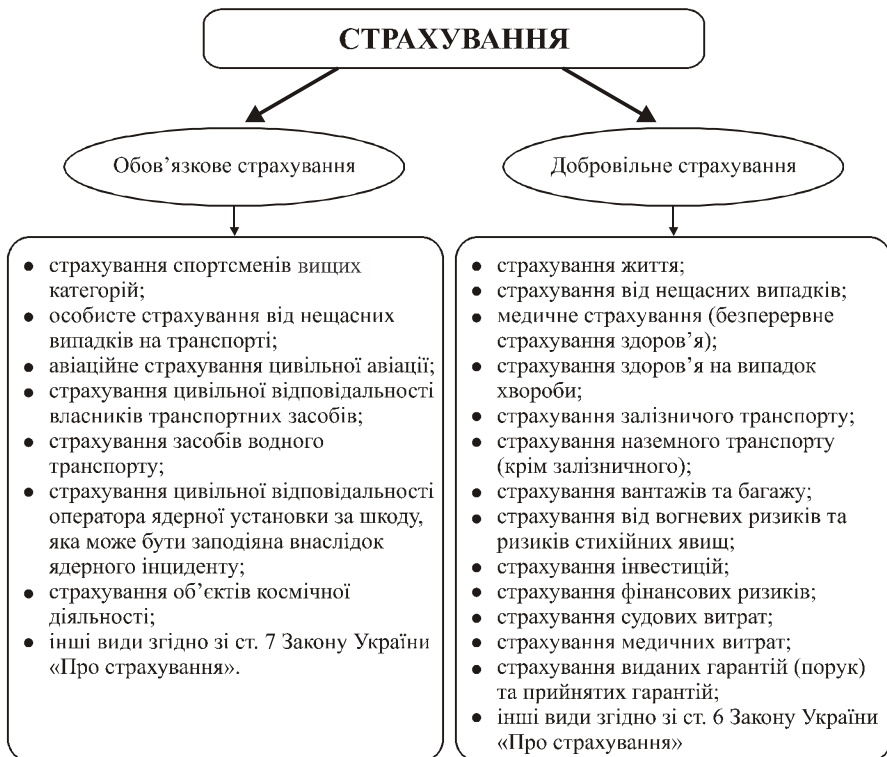 СТРАХУВАННЯ
Обов’язкове страхування
● страхування спортсменів вищих
категорій;
● особисте страхування від нещасних
випадків на транспорті;
● авіаційне страхування цивільної авіації;
● страхування цивільної відповідальності
власників транспортних засобів;
● страхування засобів водного
транспорту;
● страхування цивільної відповідальності
оператора ядерної установки за шкоду,
яка може бути заподіяна внаслідок
ядерного інциденту;
● страхування об’єктів космічної
діяльності;
● інші види згідно зі ст. 7 Закону України
«Про страхування».
Добровільне страхування
● страхування життя;
● страхування від нещасних випадків;
● медичне страхування (безперервне
страхування здоров’я);
● страхування здоров’я на випадок
хвороби;
● страхування залізничого транспорту;
● страхування наземного транспорту
(крім залізничного);
● страхування вантажів та багажу;
● страхування від вогневих ризиків та
ризиків стихійних явищ;
● страхування інвестицій;
● страхування фінансових ризиків;
● страхування судових витрат;
● страхування медичних витрат;
● страхування виданих гарантій (порук)
та прийнятих гарантій;
● інші види згідно зі ст. 6 Закону України
«Про страхування»